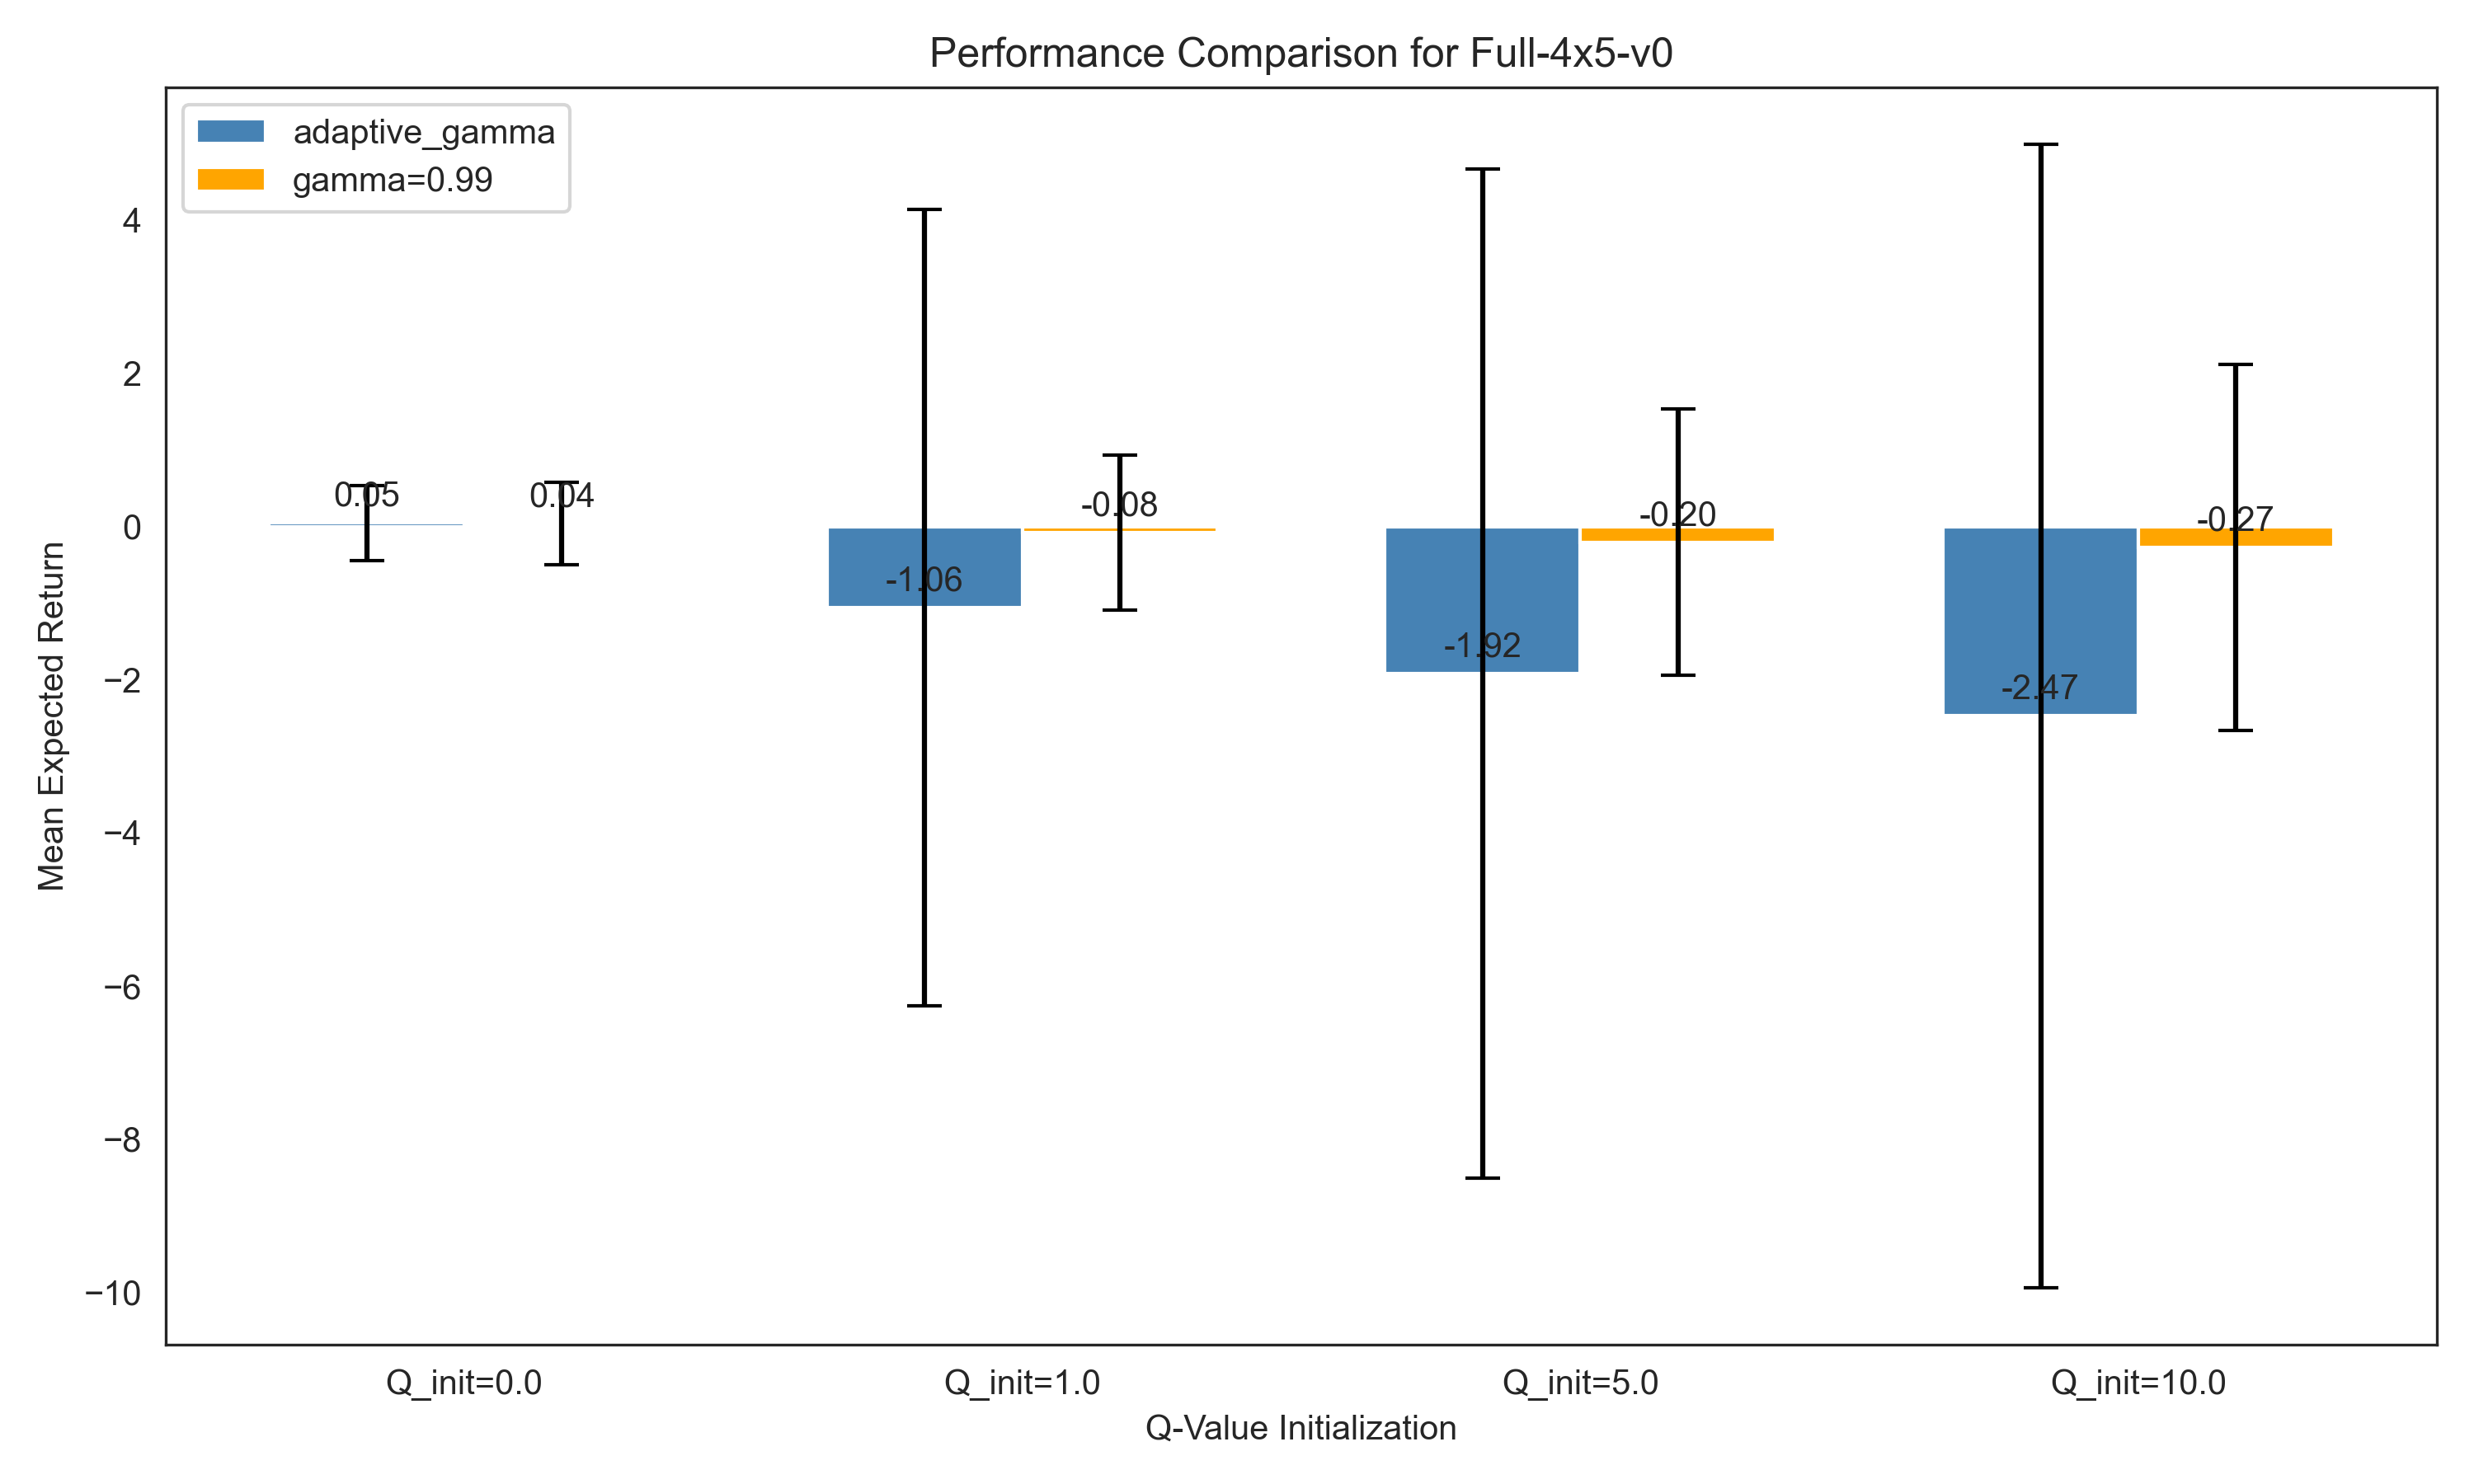 Performance Comparison for Full-4x5-v0
adaptive_gamma
gamma=0.99
Mean Expected Return
4
2
0
−2
−4
−6
−8
−10
0.05
0.04
-1.06
-0.08
-1.92
-0.20
-2.47
-0.27
Q_init=0.0
Q_init=1.0
Q_init=5.0
Q_init=10.0
Q-Value Initialization